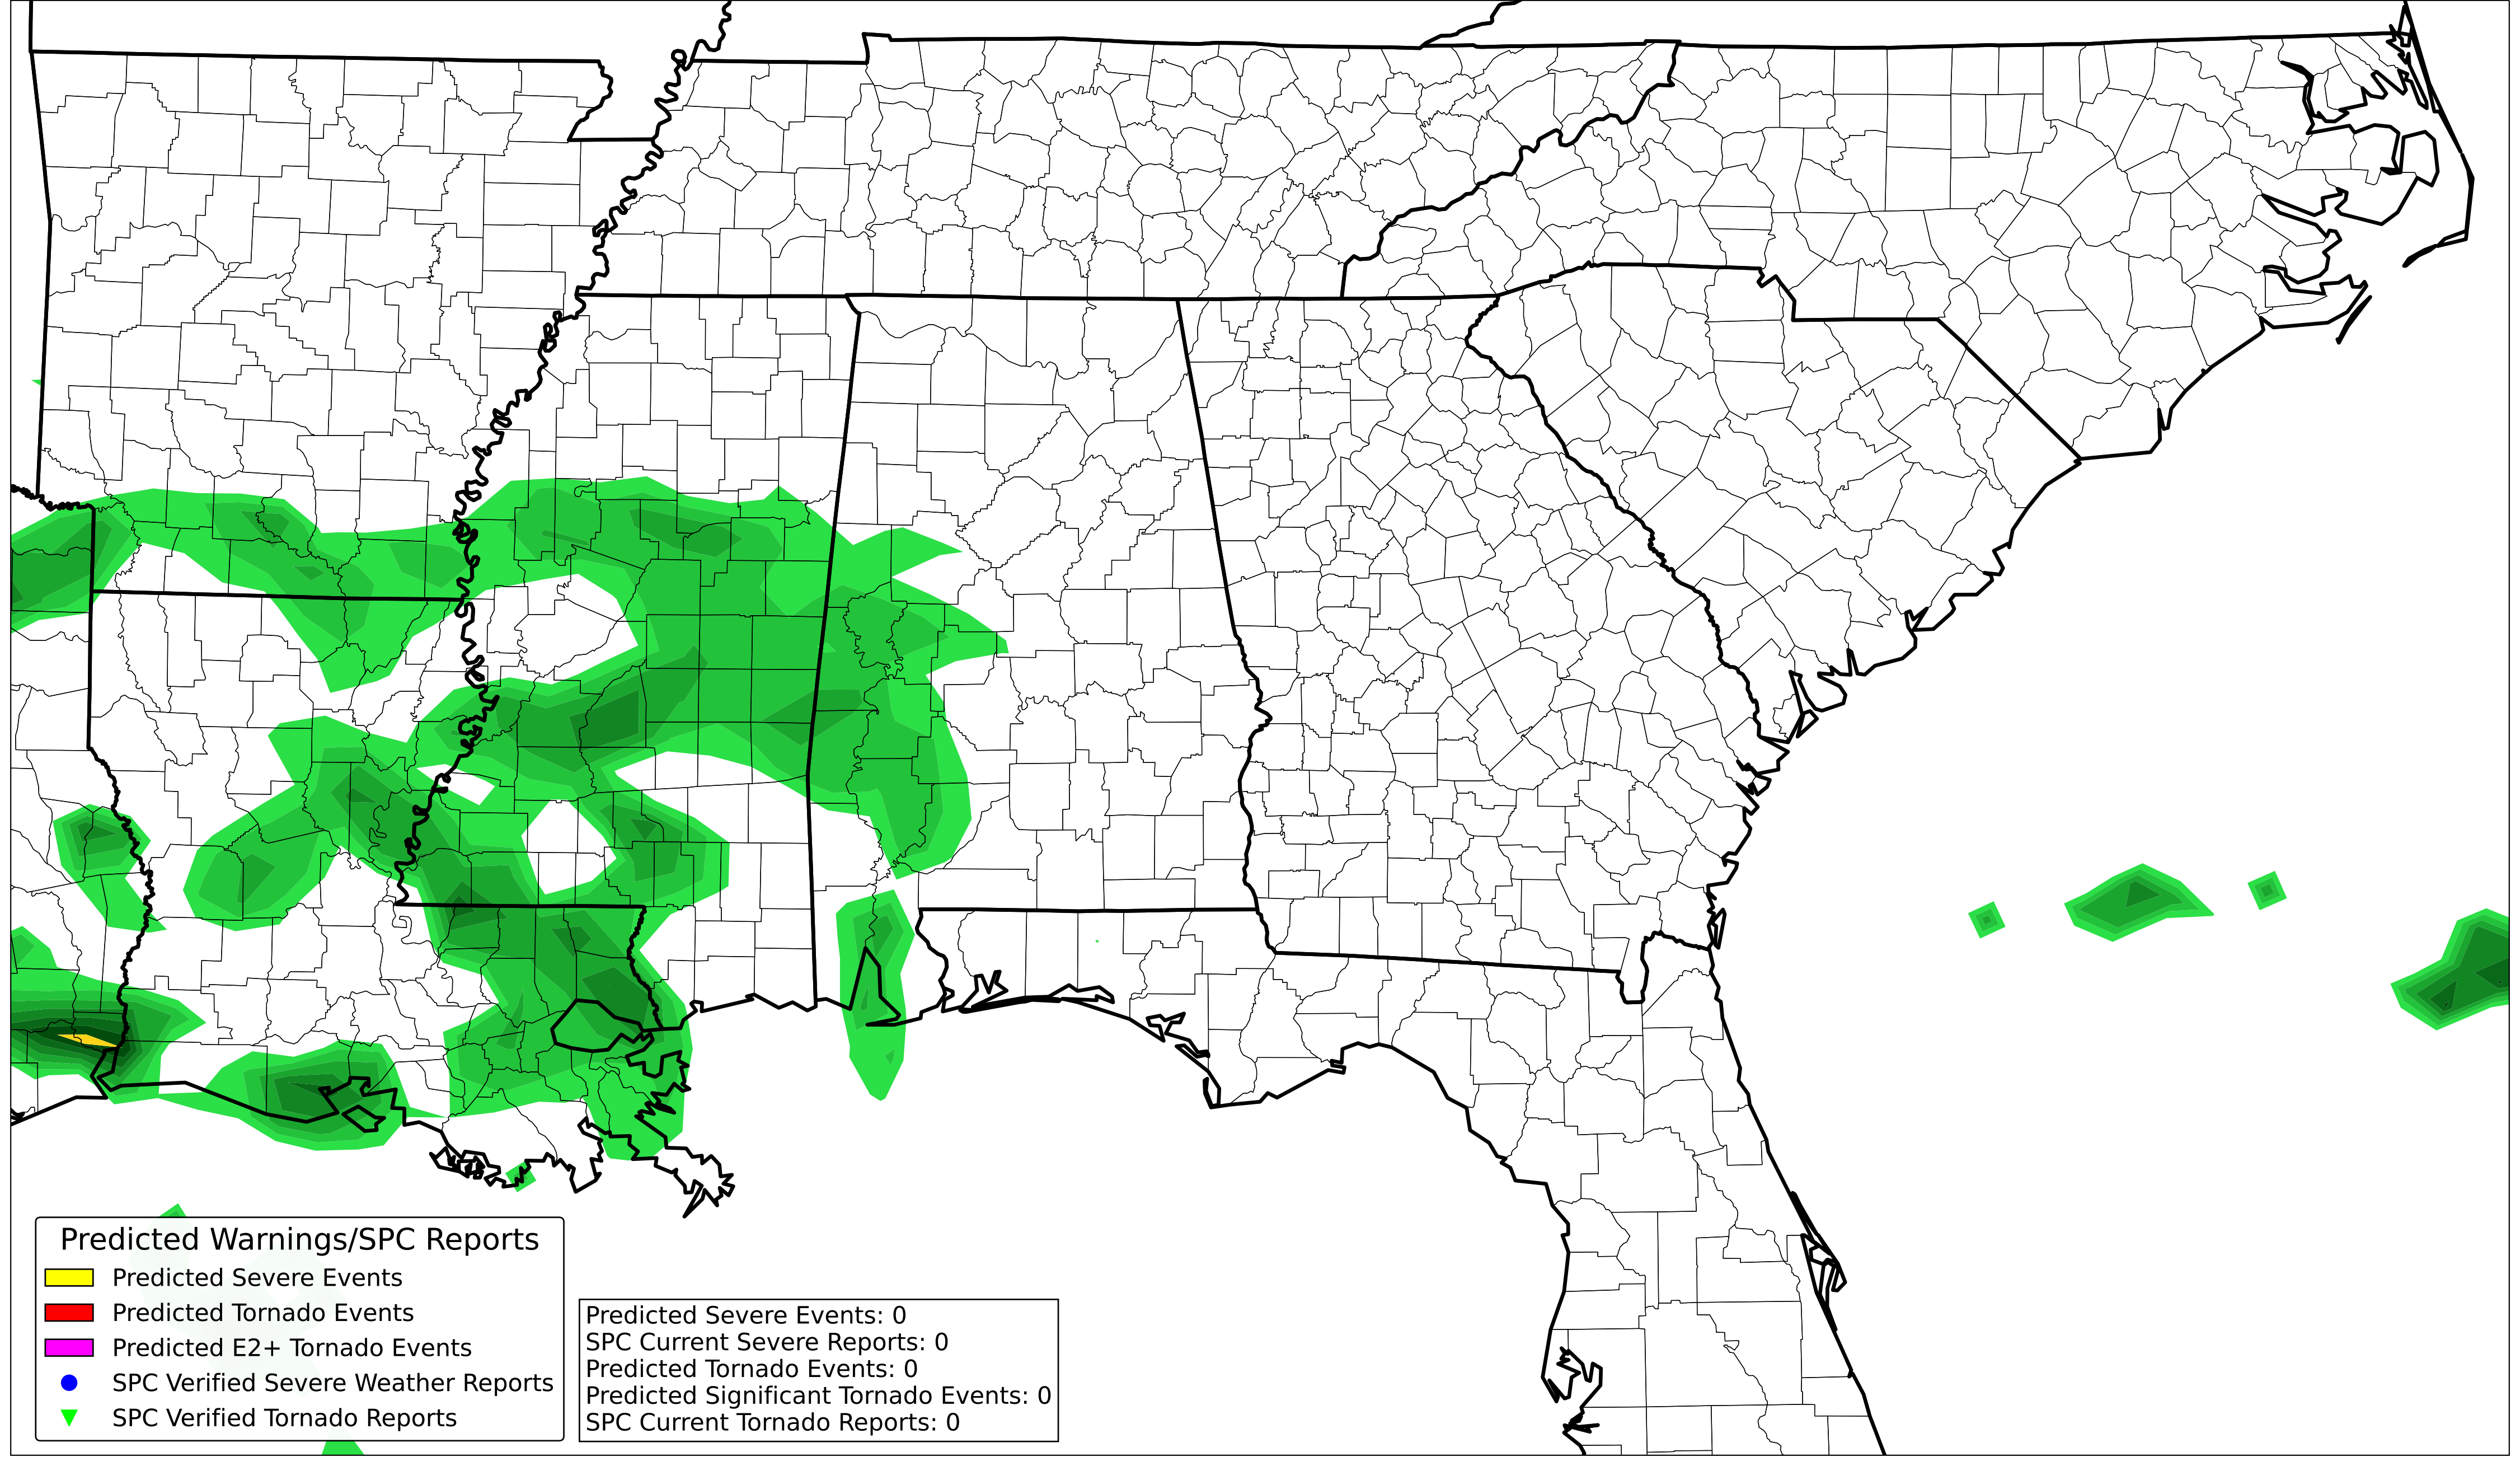 Predicted Warnings/SPC Reports
Predicted Severe Events
Predicted Tornado Events
Predicted E2+ Tornado Events
SPC Verified Severe Weather Reports
SPC Verified Tornado Reports
Predicted Severe Events: 0
SPC Current Severe Reports: 0
Predicted Tornado Events: 0
Predicted Significant Tornado Events: 0
SPC Current Tornado Reports: 0